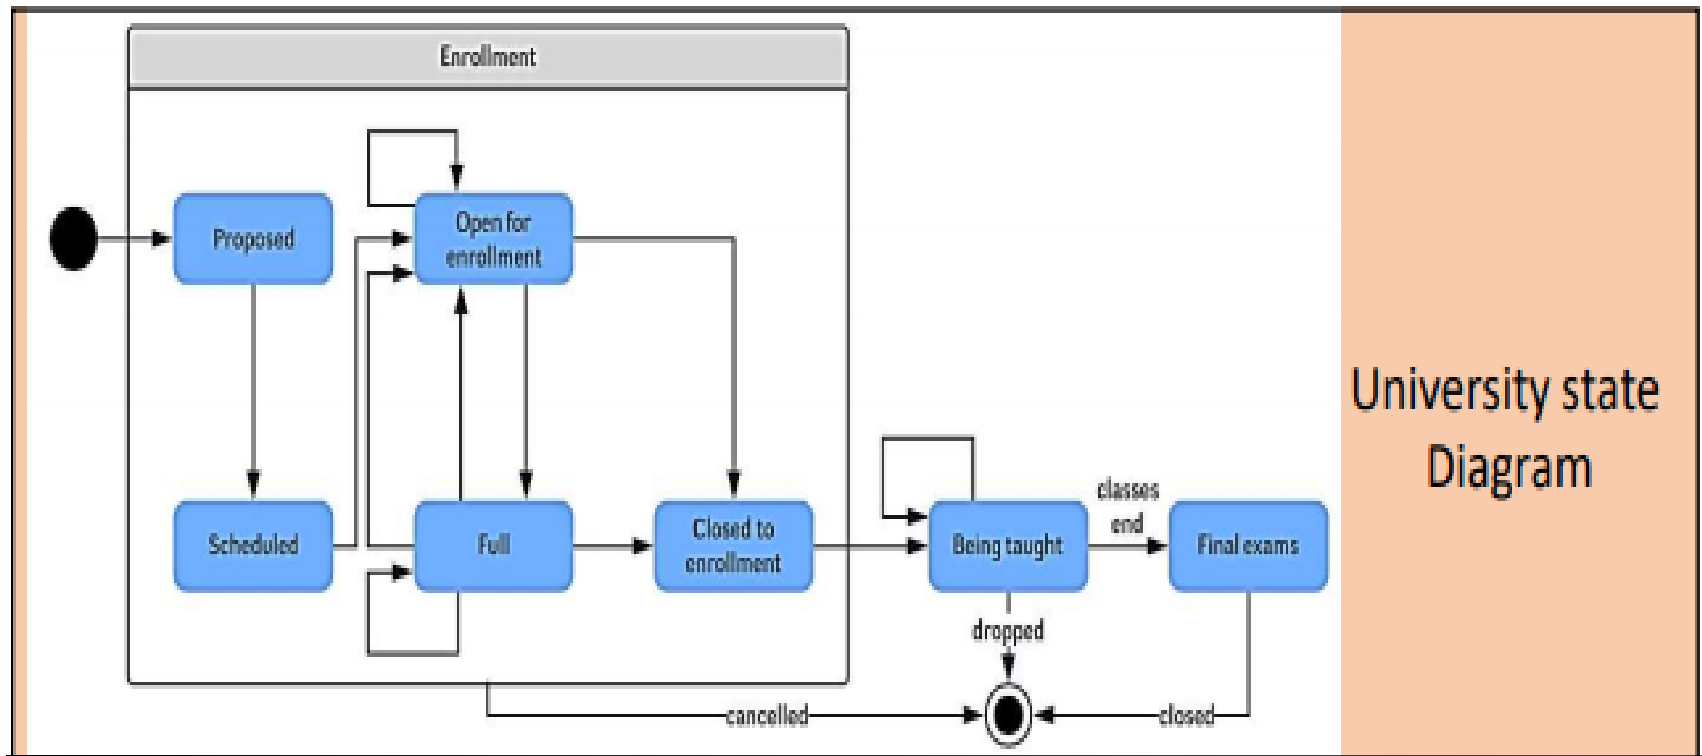 Enrollment
Proposed
Open for
enrollment
Scheduled
Full
Closed to
enrollment
Being taught
classes
end
Final exams
dropped
cancelled
closed
University state
Diagram